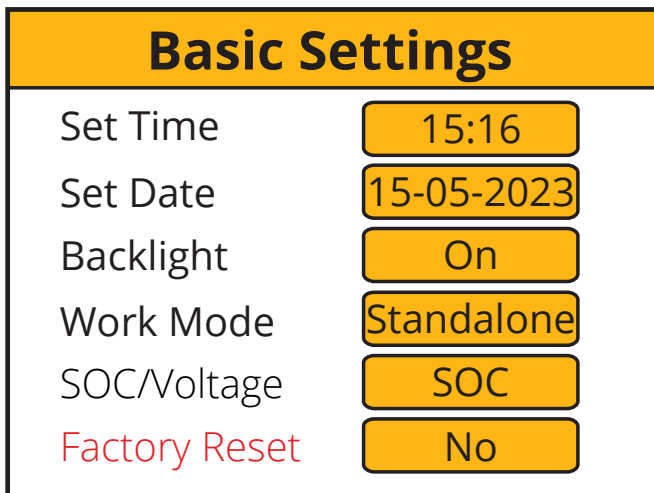 Basic Settings
Set Time 15:16
Set Date 15-05-2023
Backlight On
Work Mode Standalone
SOC/Voltage SOC
Factory Reset No